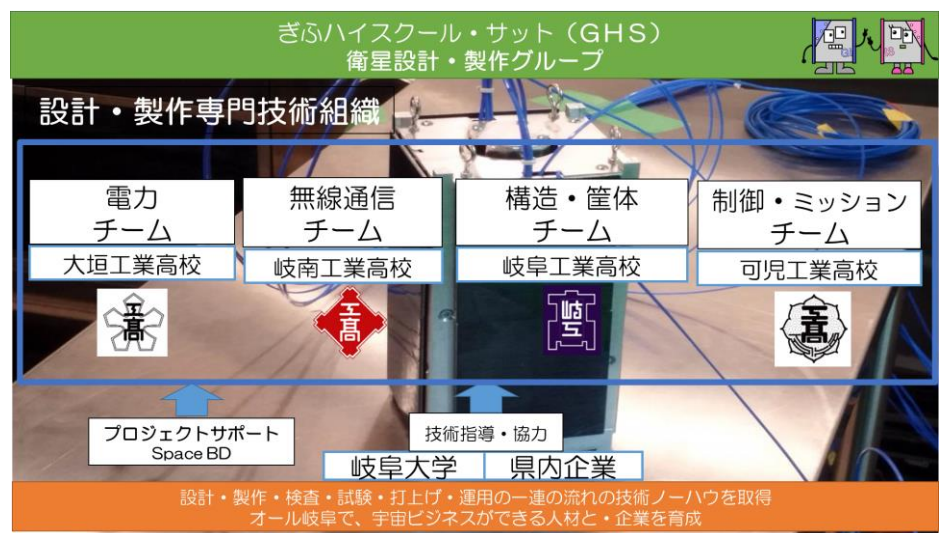 ぎふハイスクール・サット（GHS）
衛星設計・製作グループ
設計・製作専門技術組織
電力
チーム
大垣工業高校
無線通信
チーム
岐南工業高校
構造・筐体
チーム
岐阜工業高校
制御・ミッション
チーム
可児工業高校
工高
工高
岐工
工高
プロジェクトサポート
Space BD
技術指導・協力
岐阜大学
県内企業
設計・製作・検査・試験・打上げ・運用の一連の流れの技術ノーハウを取得
オール岐阜で、宇宙ビジネスができる人材と・企業を育成